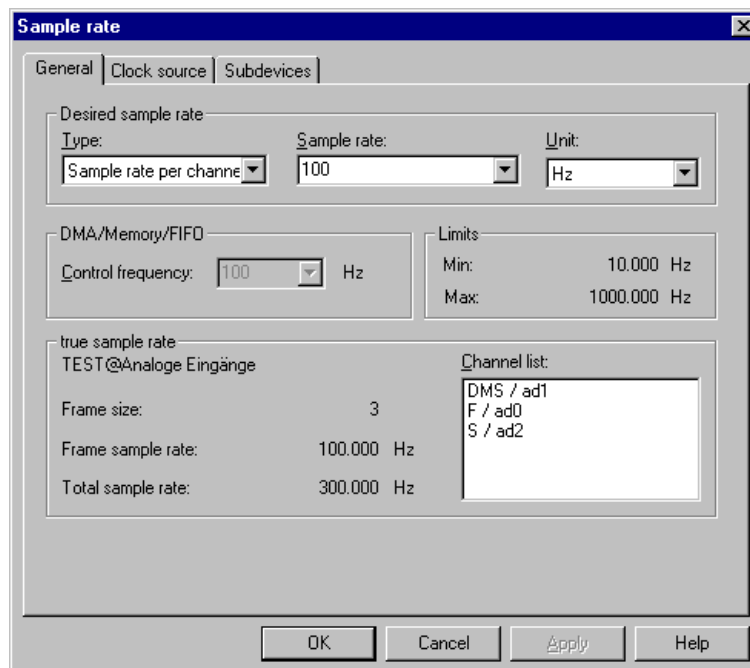 Sample rate
General Clock source Subdevices
Desired sample rate
Type: Sample rate: Unit:
Sample rate per channe 100 Hz
DMA/Memory/FIFO Limits
Control frequency: 100 Hz Min: 10.000 Hz
Max: 1000.000 Hz
true sample rate
TEST@Analoge Eingänge Channel list:
DMS / ad1
Frame size: 3 F / ad0
S / ad2
Frame sample rate: 100.000 Hz
Total sample rate: 300.000 Hz
OK Cancel Apply Help